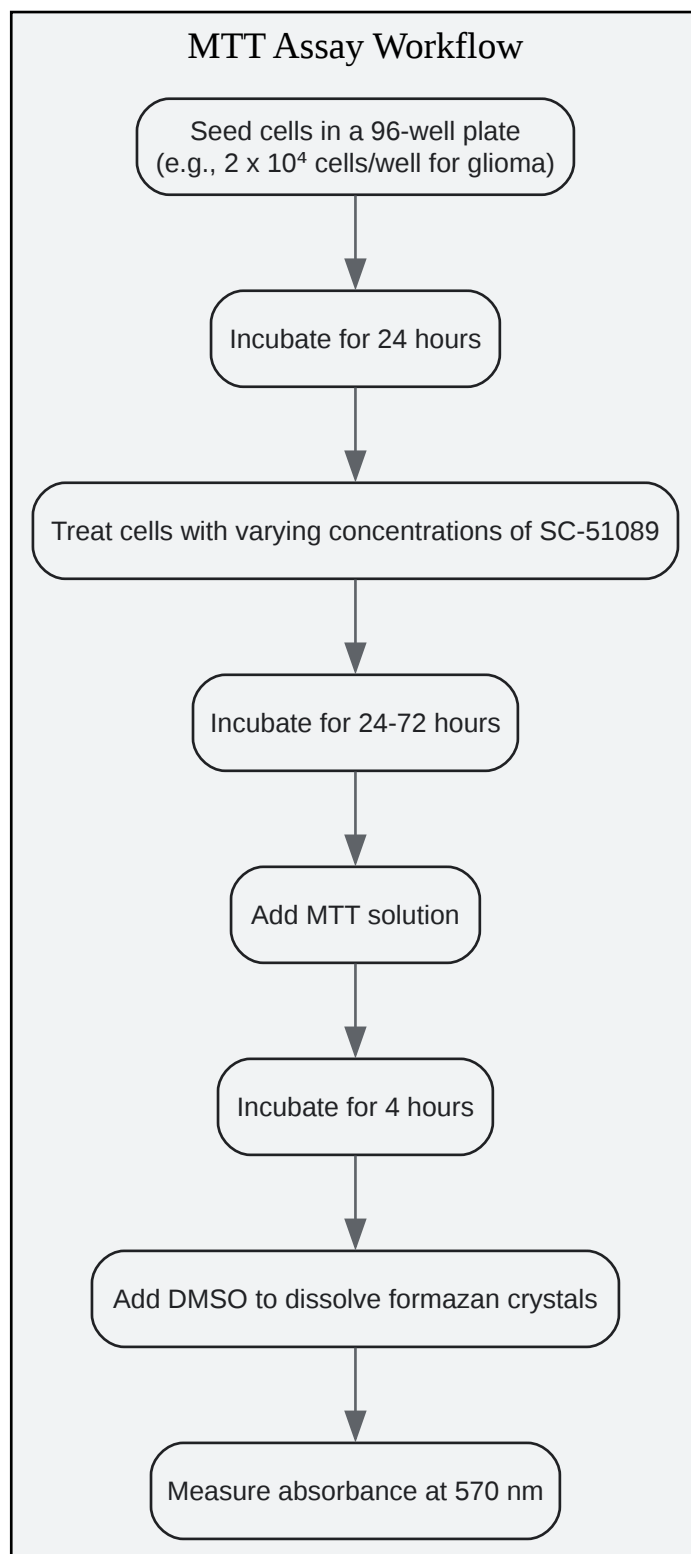 MTT Assay Workflow
Seed cells in a 96-well plate
(e.g., 2 x 10⁴ cells/well for glioma)
Incubate for 24 hours
Treat cells with varying concentrations of SC-51089
Incubate for 24-72 hours
Add MTT solution
Incubate for 4 hours
Add DMSO to dissolve formazan crystals
Measure absorbance at 570 nm